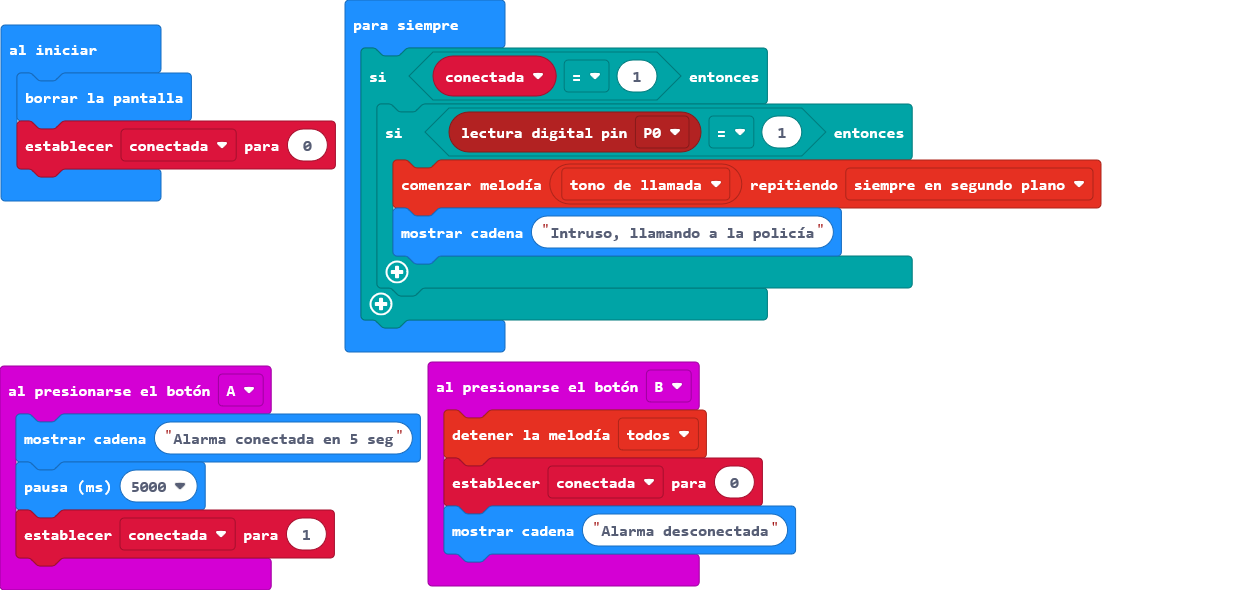 al iniciar
borrar la pantalla
establecer conectada para 0
para siempre
si conectada = 1 entonces
si lectura digital pin P0 = 1 entonces
comenzar melodía tono de llamada repitiendo siempre en segundo plano
mostrar cadena "Intruso, llamando a la policía"
al presionarse el botón A
mostrar cadena "Alarma conectada en 5 seg"
pausa (ms) 5000
establecer conectada para 1
al presionarse el botón B
detener la melodía todos
establecer conectada para 0
mostrar cadena "Alarma desconectada"